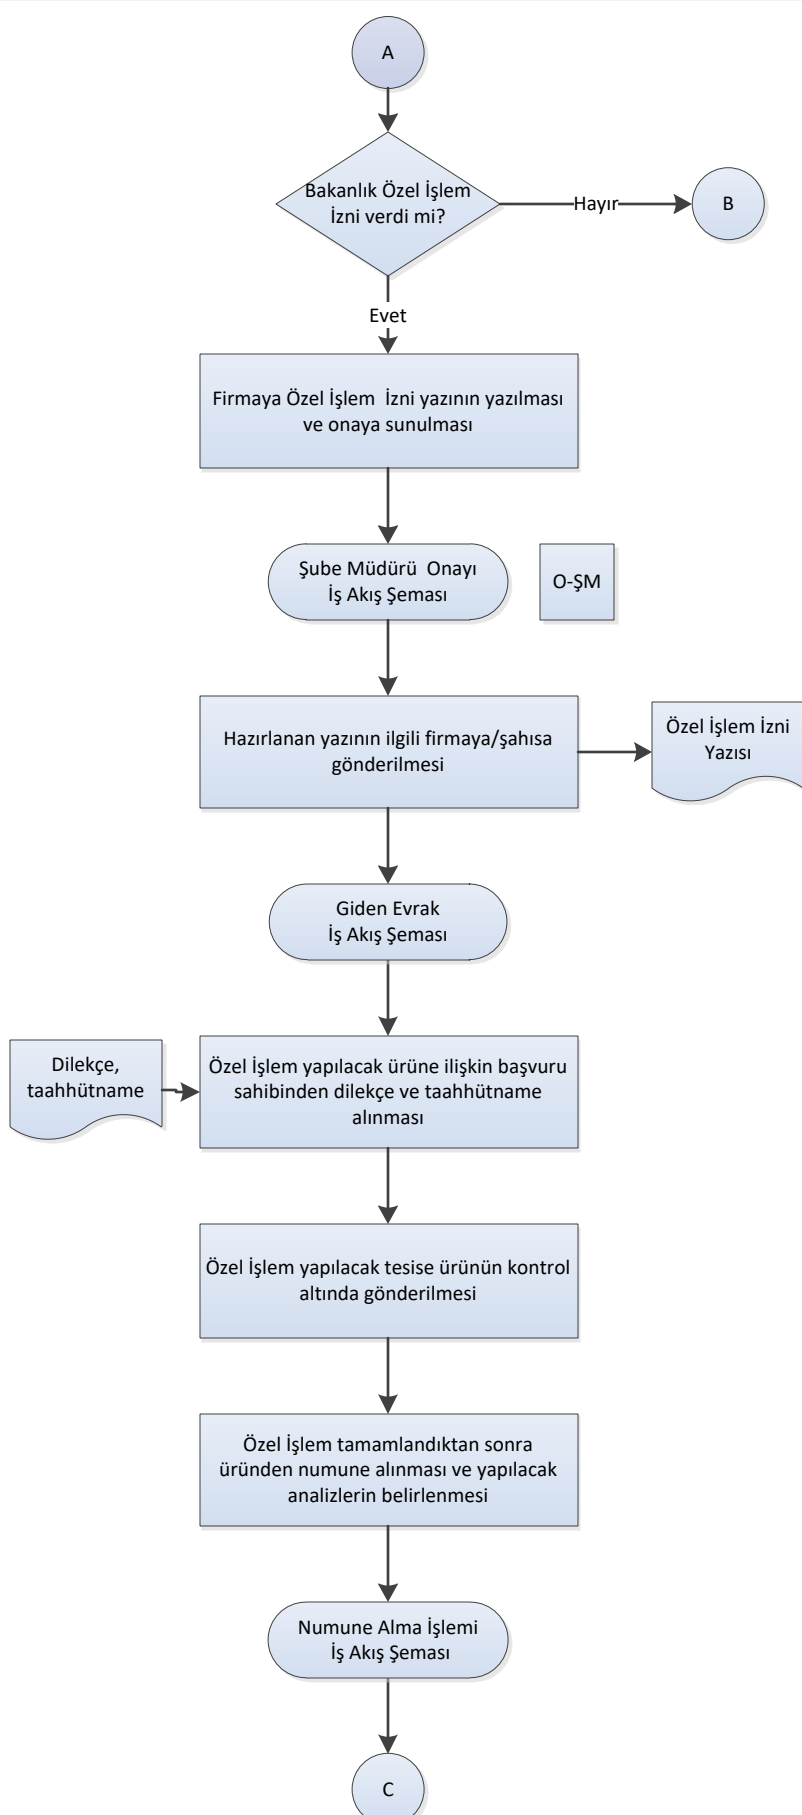 A
Bakanlık Özel İşlem
İzni verdi mi?
Hayır
B
Evet
Firmaya Özel İşlem  İzni yazının yazılması
ve onaya sunulması
Şube Müdürü  Onayı
İş Akış Şeması
O-ŞM
Hazırlanan yazının ilgili firmaya/şahısa
gönderilmesi
Özel İşlem İzni
Yazısı
Giden Evrak
İş Akış Şeması
Dilekçe,
taahhütname
Özel İşlem yapılacak ürüne ilişkin başvuru
sahibinden dilekçe ve taahhütname
alınması
Özel İşlem yapılacak tesise ürünün kontrol
altında gönderilmesi
Özel İşlem tamamlandıktan sonra
üründen numune alınması ve yapılacak
analizlerin belirlenmesi
Numune Alma İşlemi
İş Akış Şeması
C